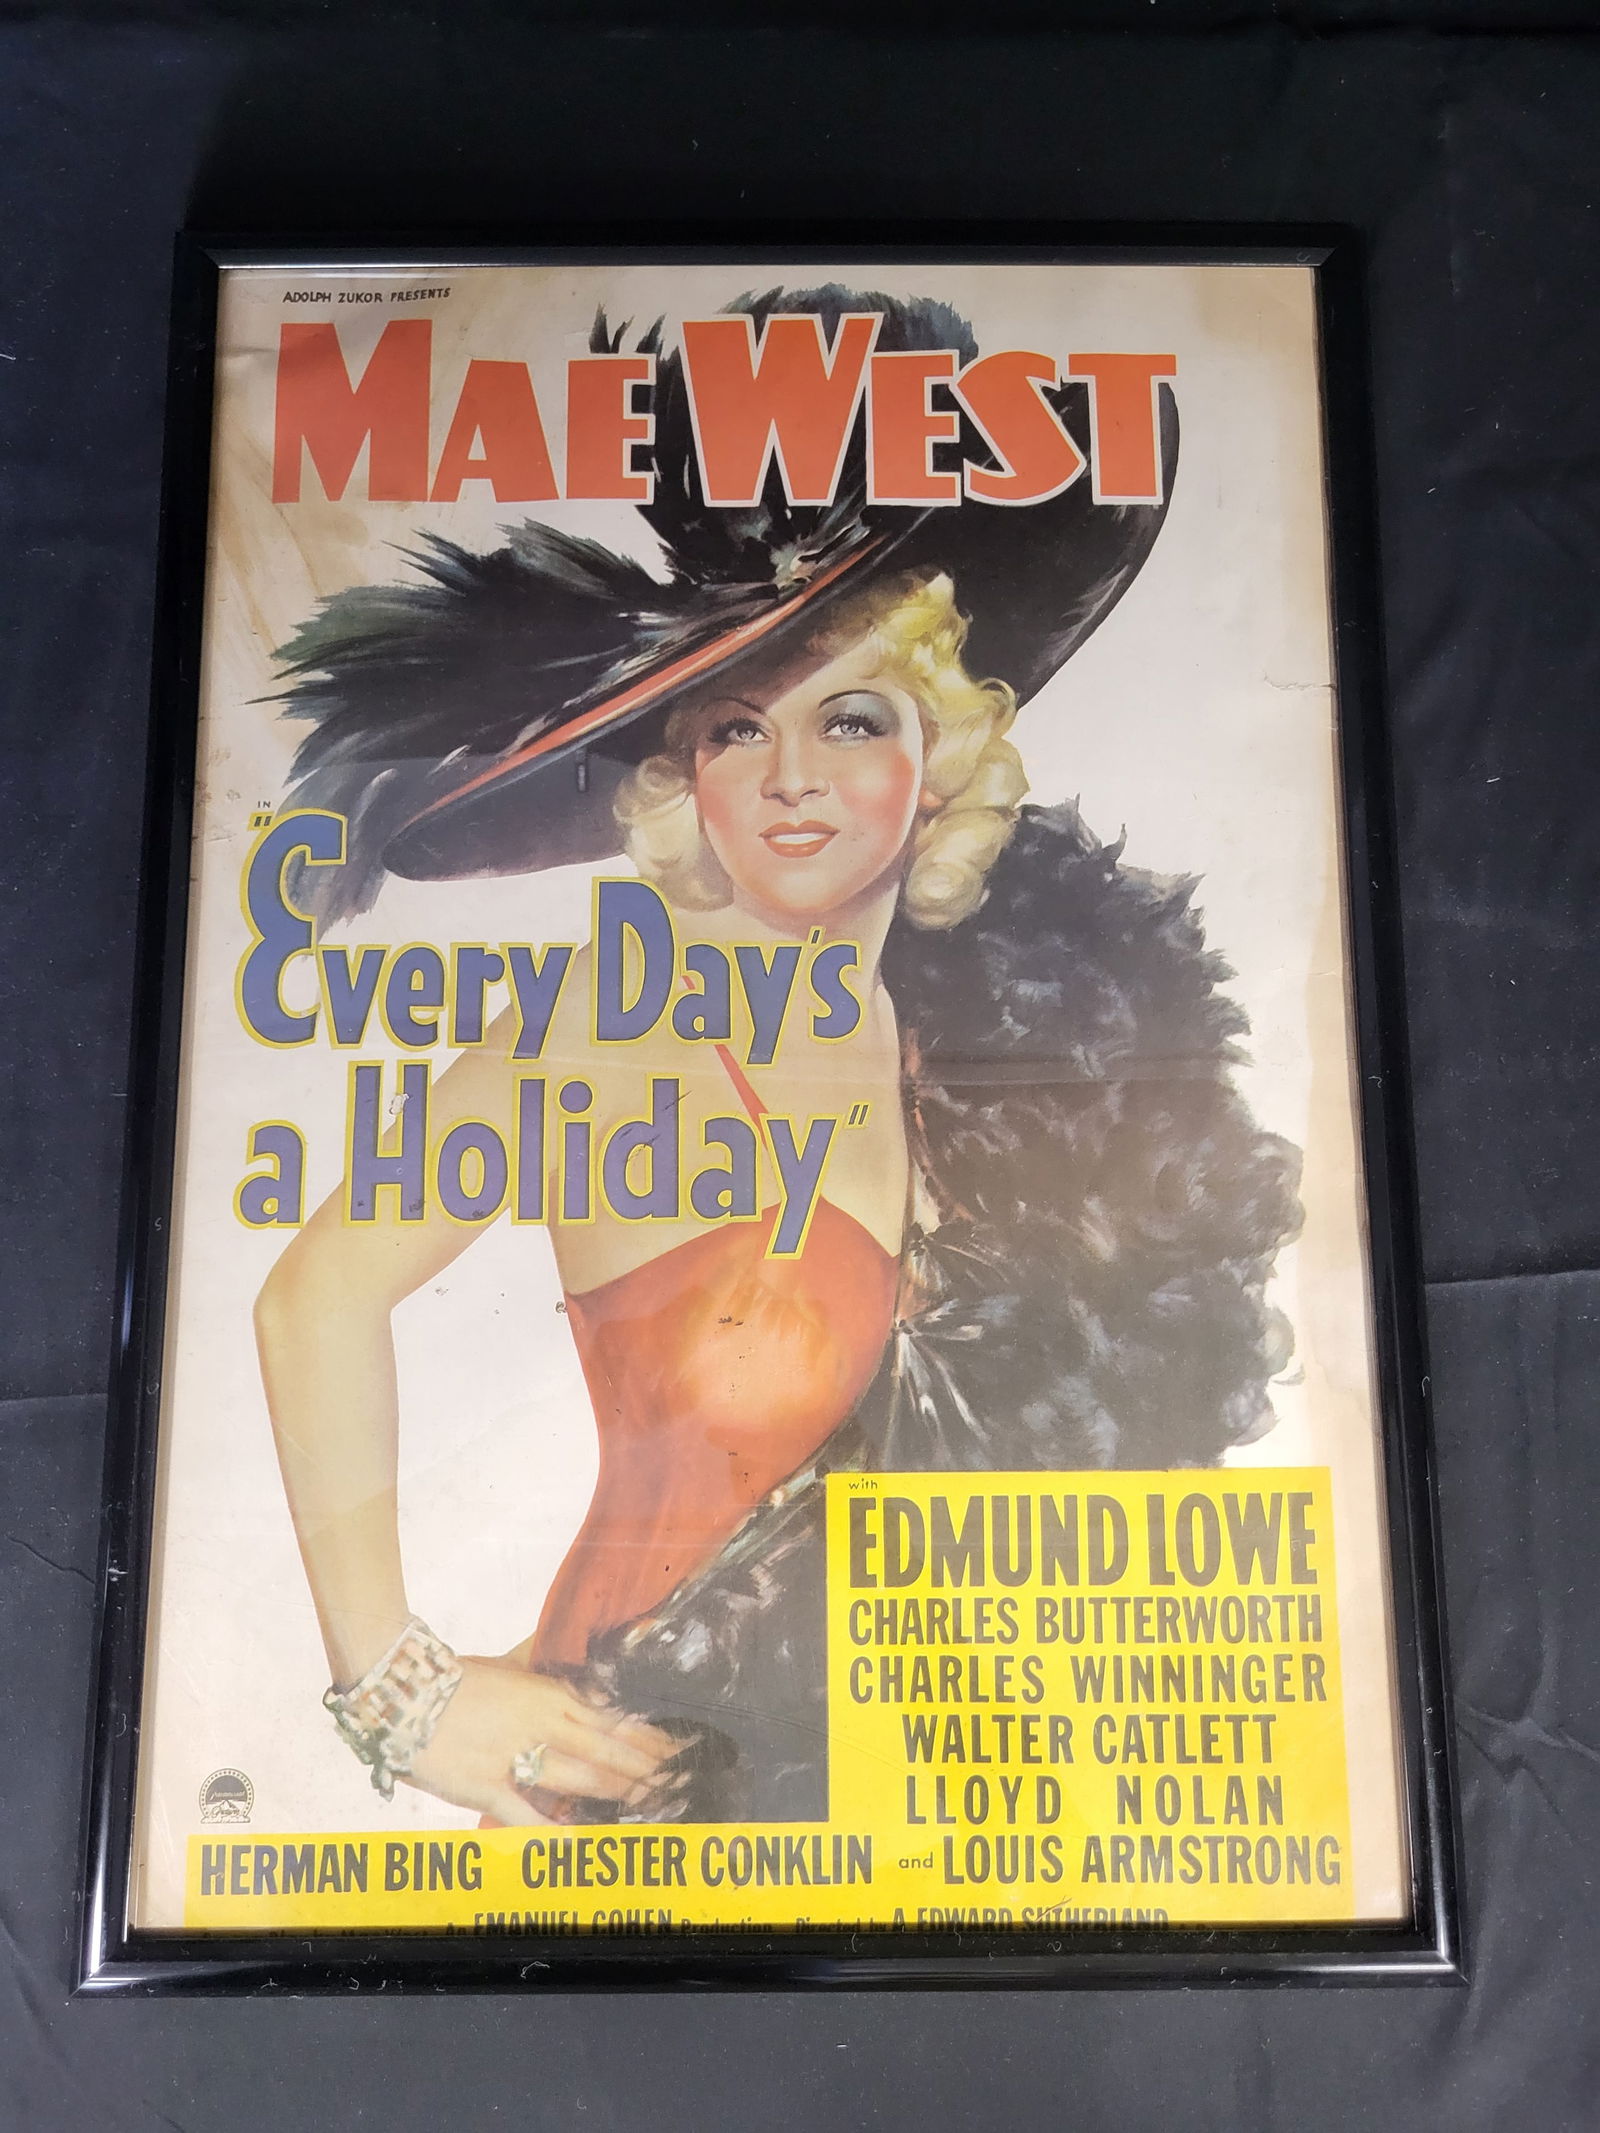 ADOLPH ZUKOR PRESENTS
MAE WEST
IN
"EVERY DAY'S
a Holiday"
with
EDMUND LOWE
CHARLES BUTTERWORTH
CHARLES WINNINGER
WALTER CATLETT
LLOYD NOLAN
HERMAN BING CHESTER CONKLIN and LOUIS ARMSTRONG
An EMANUEL COHEN Production Directed by A. EDWARD SUTHERLAND